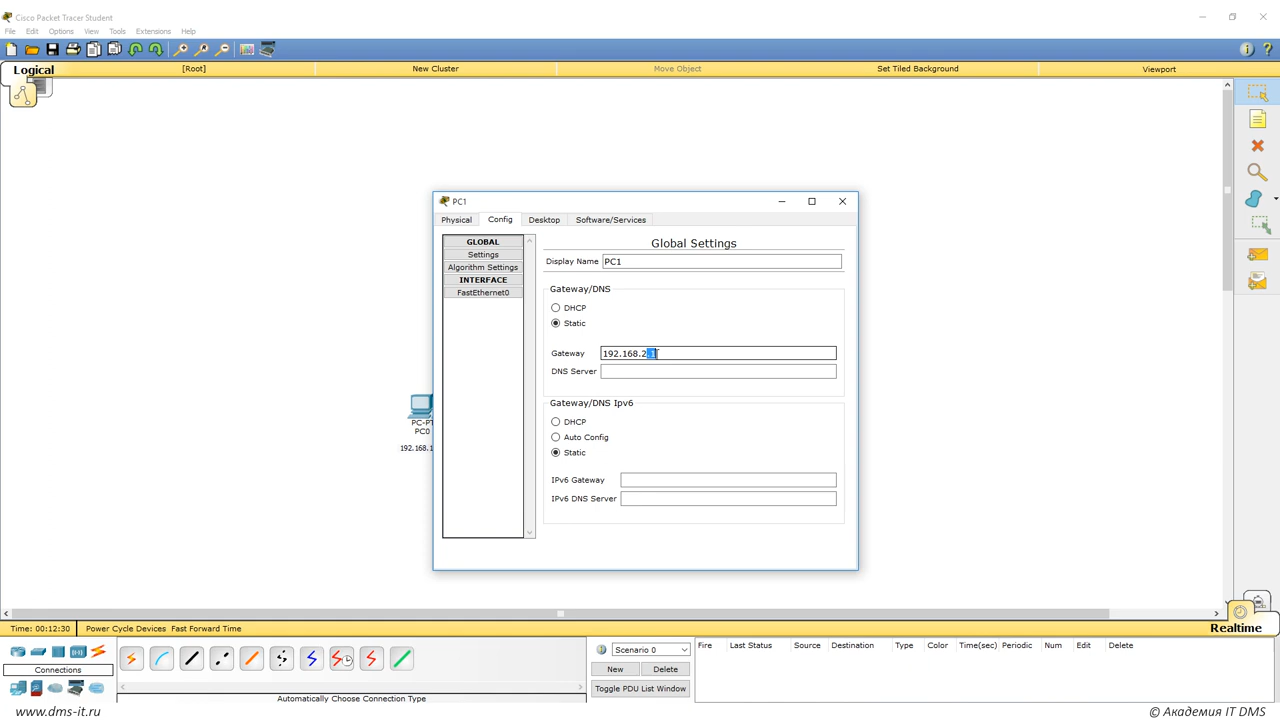 Cisco Packet Tracer Student
File Edit Options View Tools Extensions Help
Logical [Root] New Cluster Move Object Set Tiled Background Viewport
PC1
Physical Config Desktop Software/Services
GLOBAL
Settings
Algorithm Settings
INTERFACE
FastEthernet0
Global Settings
Display Name PC1
Gateway/DNS
DHCP
Static
Gateway 192.168.2.1
DNS Server
Gateway/DNS Ipv6
DHCP
Auto Config
Static
IPv6 Gateway
IPv6 DNS Server
PC-PT
PC0
192.168.1
Realtime
Time: 00:12:30 Power Cycle Devices Fast Forward Time
Connections
Automatically Choose Connection Type
Scenario 0
New Delete
Toggle PDU List Window
Fire Last Status Source Destination Type Color Time(sec) Periodic Num Edit Delete
www.dms-it.ru
© Академия IT DMS